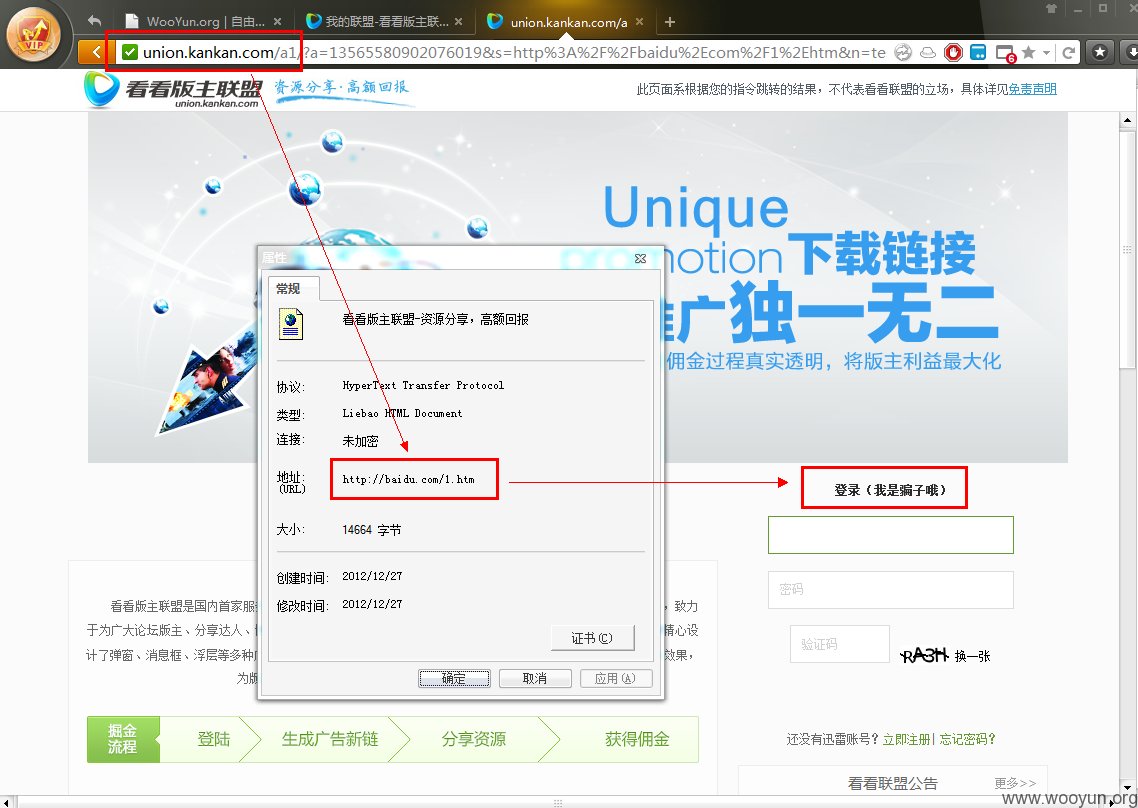 VIP
WooYun.org | 自由...
我的联盟-看看版主联...
union.kankan.com/a
union.kankan.com/a1/?a=13565580902076019&s=http%3A%2F%2Fbaidu%2Ecom%2F1%2Ehtm&n=te
6
看看版主联盟
union.kankan.com
资源分享·高额回报
此页面系根据您的指令跳转的结果，不代表看看联盟的立场，具体详见免责声明
Unique
promotion 下载链接
推广独一无二
佣金过程真实透明，将版主利益最大化
属性
常规
看看版主联盟-资源分享，高额回报
协议: HyperText Transfer Protocol
类型: Liebao HTML Document
连接: 未加密
地址: (URL) http://baidu.com/1.htm
大小: 14664 字节
创建时间: 2012/12/27
修改时间: 2012/12/27
证书(C)
确定 取消 应用(A)
登录（我是骗子哦）
密码
验证码
RA3H 换一张
还没有迅雷账号？立即注册| 忘记密码？
看看版主联盟是国内首家服
，致力
于为广大论坛版主、分享达人、
精心设
计了弹窗、消息框、浮层等多种
效果，
为版
掘金流程 登陆 生成广告新链 分享资源 获得佣金
看看联盟公告 更多>>
www.wooyun.org